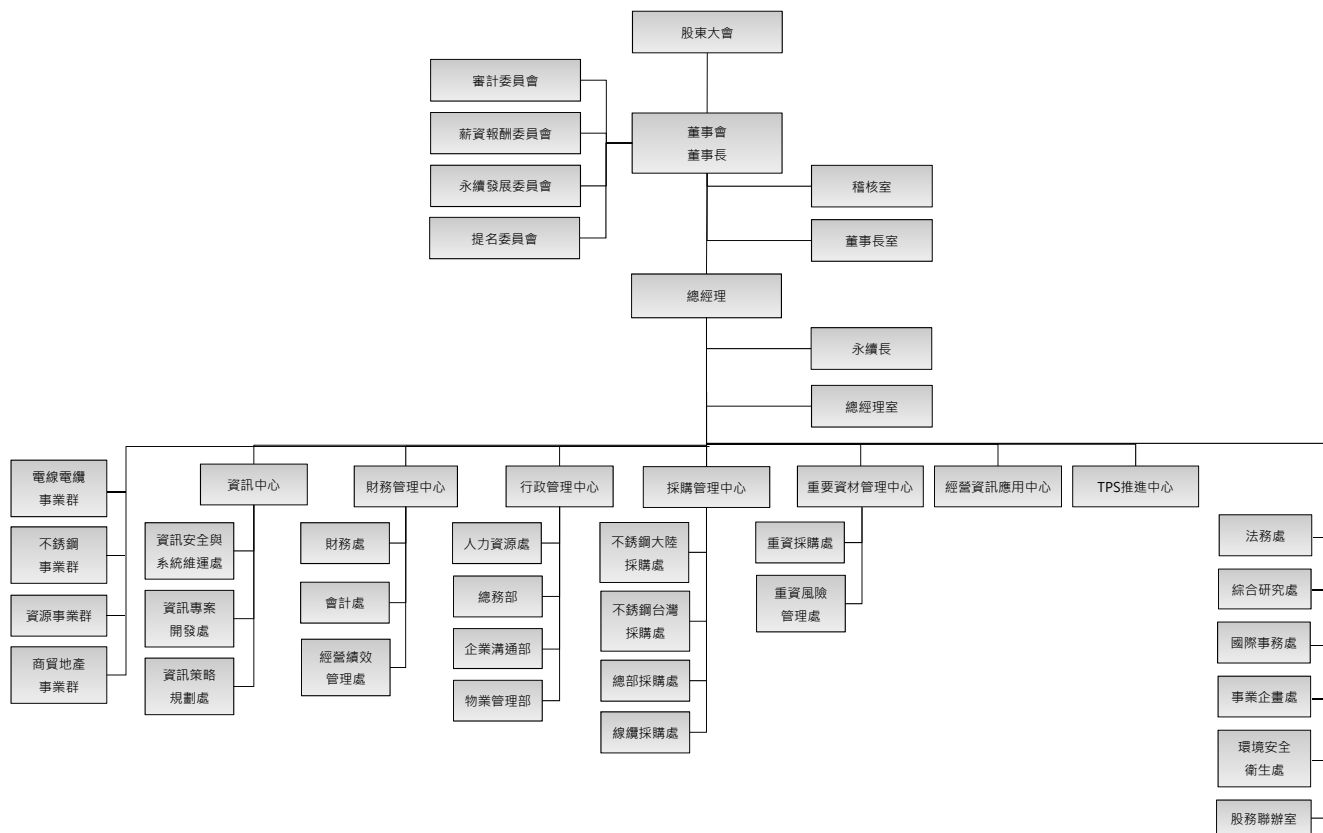 股東大會
審計委員會
薪資報酬委員會
永續發展委員會
提名委員會
董事會
董事長
稽核室
董事長室
總經理
永續長
總經理室
電線電纜
事業群
不銹鋼
事業群
資源事業群
商貿地產
事業群
資訊中心
資訊安全與
系統維運處
資訊專案
開發處
資訊策略
規劃處
財務管理中心
財務處
會計處
經營績效
管理處
行政管理中心
人力資源處
總務部
企業溝通部
物業管理部
採購管理中心
不銹鋼大陸
採購處
不銹鋼台灣
採購處
總部採購處
線纜採購處
重要資材管理中心
重資採購處
重資風險
管理處
經營資訊應用中心
TPS推進中心
法務處
綜合研究處
國際事務處
事業企畫處
環境安全
衛生處
股務聯辦室